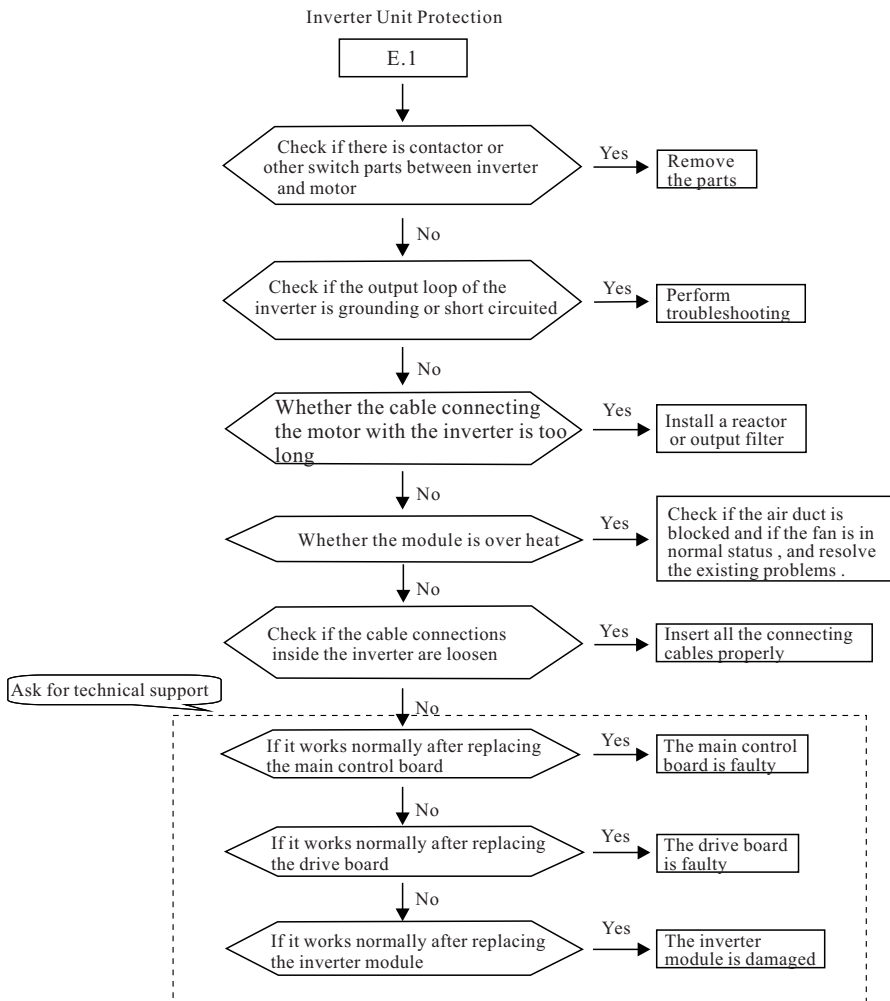 Inverter Unit Protection
E.1
Check if there is contactor or
other switch parts between inverter
and motor
Yes
Remove
the parts
No
Check if the output loop of the
inverter is grounding or short circuited
Yes
Perform
troubleshooting
No
Whether the cable connecting
the motor with the inverter is too
long
Yes
Install a reactor
or output filter
No
Whether the module is over heat
Yes
Check if the air duct is
blocked and if the fan is in
normal status , and resolve
the existing problems .
No
Check if the cable connections
inside the inverter are loosen
Yes
Insert all the connecting
cables properly
Ask for technical support
No
If it works normally after replacing
the main control board
Yes
The main control
board is faulty
No
If it works normally after replacing
the drive board
Yes
The drive board
is faulty
No
If it works normally after replacing
the inverter module
Yes
The inverter
module is damaged